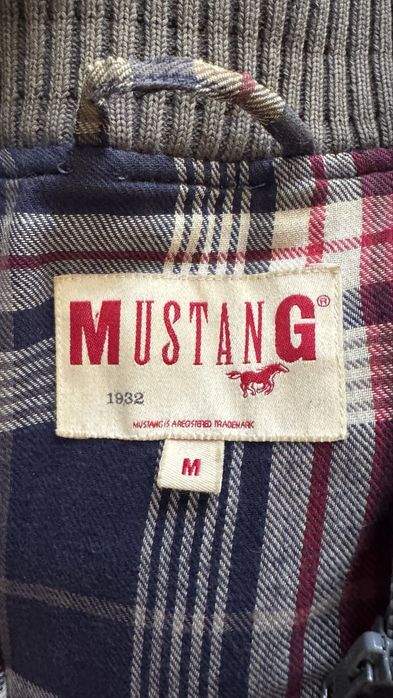 MUSTANG®
1932
MUSTANG IS A REGISTERED TRADEMARK
M